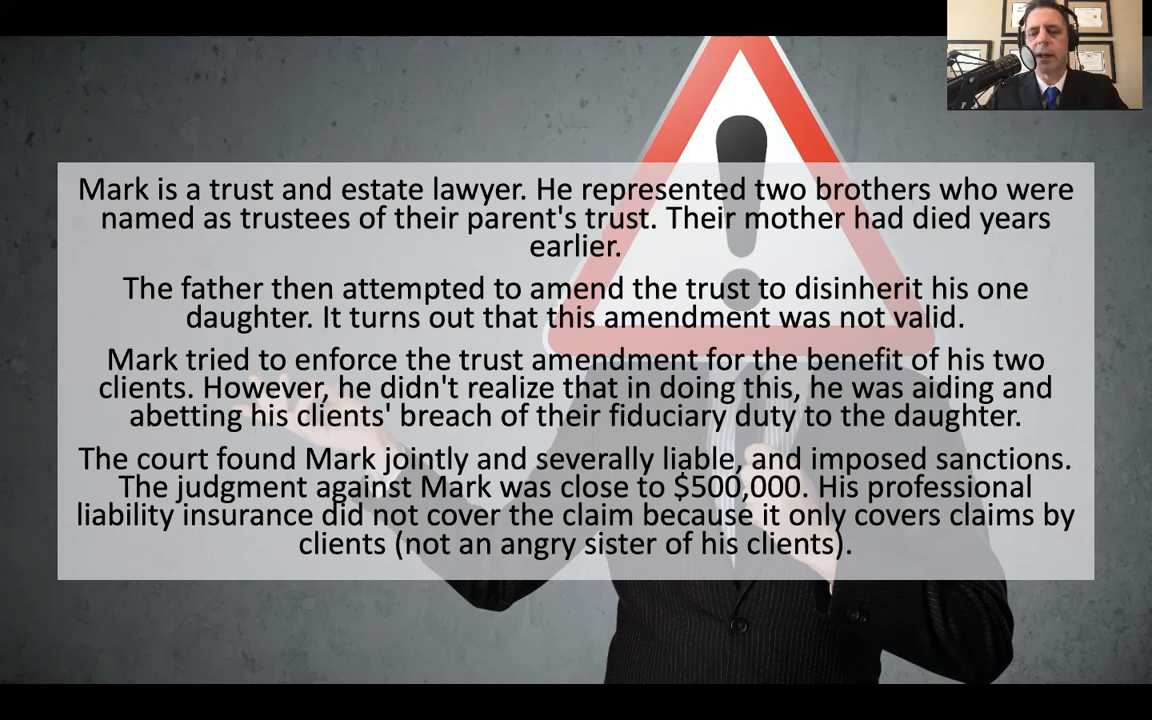 Mark is a trust and estate lawyer. He represented two brothers who were
named as trustees of their parent's trust. Their mother had died years
earlier.
The father then attempted to amend the trust to disinherit his one
daughter. It turns out that this amendment was not valid.
Mark tried to enforce the trust amendment for the benefit of his two
clients. However, he didn't realize that in doing this, he was aiding and
abetting his clients' breach of their fiduciary duty to the daughter.
The court found Mark jointly and severally liable, and imposed sanctions.
The judgment against Mark was close to $500,000. His professional
liability insurance did not cover the claim because it only covers claims by
clients (not an angry sister of his clients).